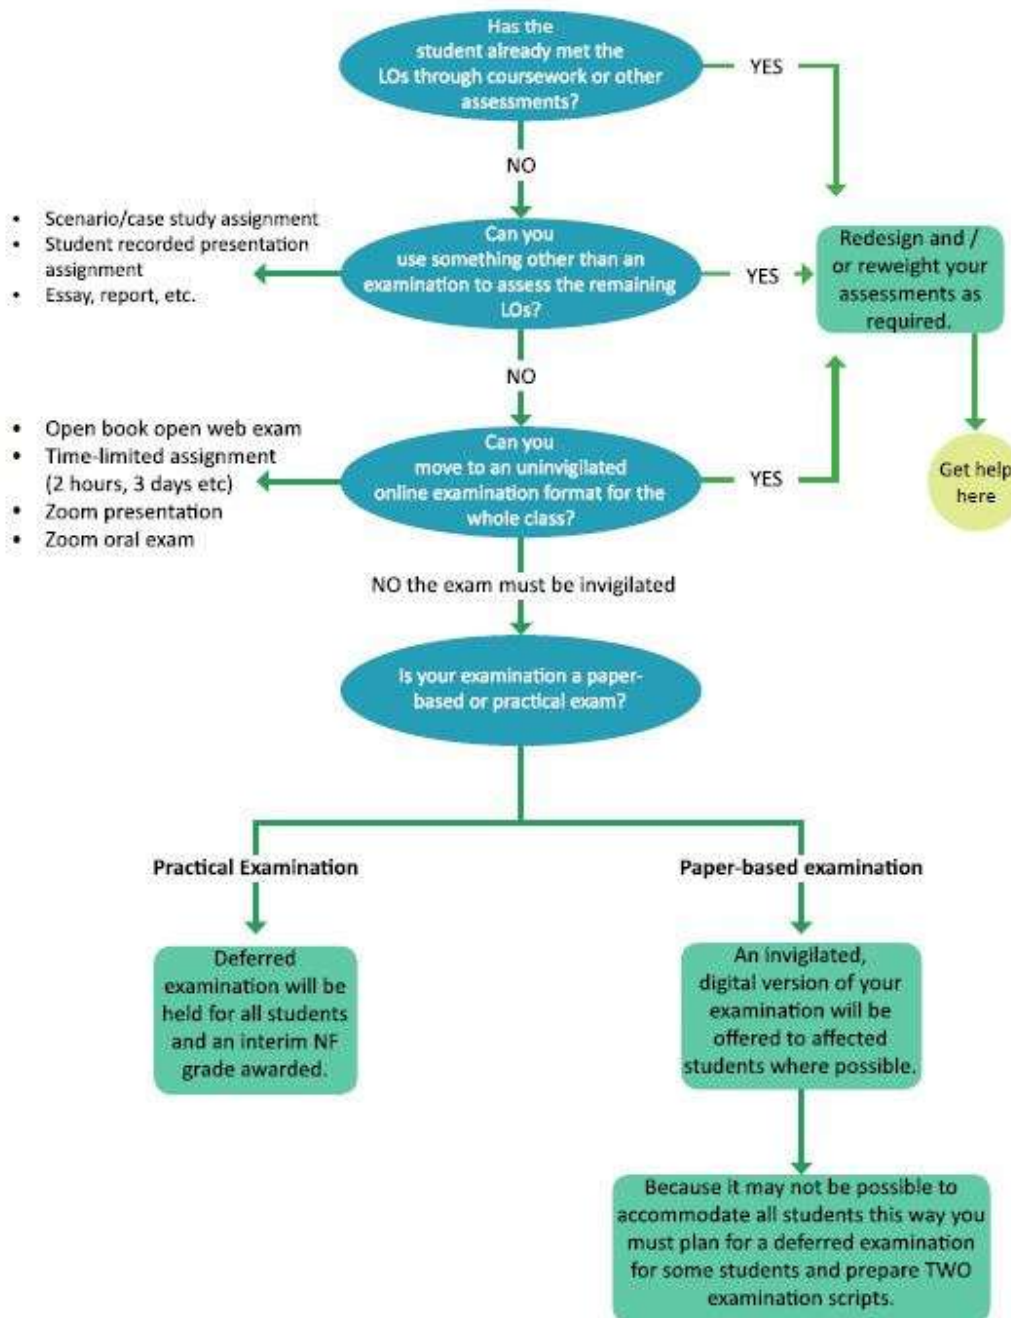 Has the
student already met the
LOs through coursework or other
assessments?
YES
NO
• Scenario/case study assignment
• Student recorded presentation
assignment
• Essay, report, etc.
Can you
use something other than an
examination to assess the remaining
LOs?
YES
Redesign and /
or reweight your
assessments as
required.
NO
• Open book open web exam
• Time-limited assignment
(2 hours, 3 days etc)
• Zoom presentation
• Zoom oral exam
Can you
move to an uninvigilated
online examination format for the
whole class?
YES
Get help
here
NO the exam must be invigilated
Is your examination a paper-
based or practical exam?
Practical Examination
Deferred
examination will be
held for all students
and an interim NF
grade awarded.
Paper-based examination
An invigilated,
digital version of your
examination will be
offered to affected
students where possible.
Because it may not be possible to
accommodate all students this way you
must plan for a deferred examination
for some students and prepare TWO
examination scripts.